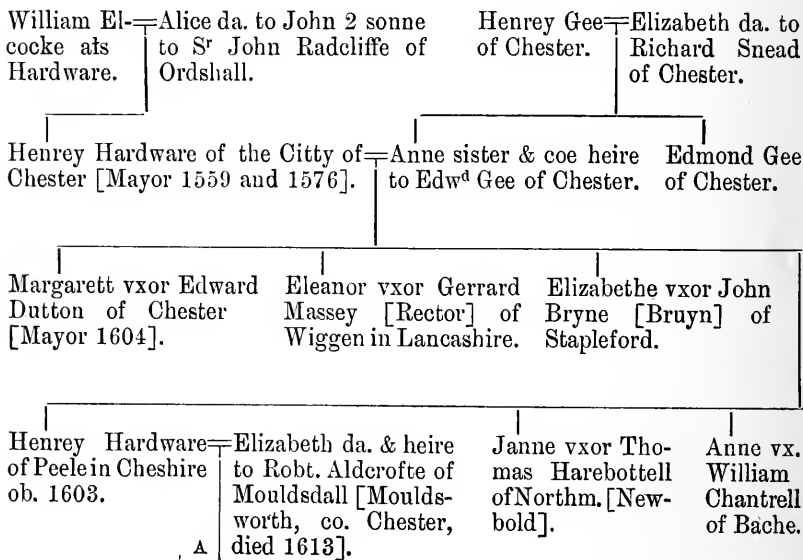 William El-
cocke als
Hardware.
Alice da. to John 2 sonne
to Sr John Radcliffe of
Ordshall.
Henrey Gee
of Chester.
Elizabeth da. to
Richard Snead
of Chester.
Henrey Hardware of the Citty of
Chester [Mayor 1559 and 1576].
Anne sister & coe heire
to Edwd Gee of Chester.
Edmond Gee
of Chester.
Margarett vxor Edward
Dutton of Chester
[Mayor 1604].
Eleanor vxor Gerrard
Massey [Rector] of
Wiggen in Lancashire.
Elizabethe vxor John
Bryne [Bruyn] of
Stapleford.
Henrey Hardware
of Peele in Cheshire
ob. 1603.
Elizabeth da. & heire
to Robt. Aldcrofte of
Mouldsdall [Moulds-
worth, co. Chester,
died 1613].
Janne vxor Tho-
mas Harebottell
of Northm. [New-
bold].
Anne vx.
William
Chantrell
of Bache.
A